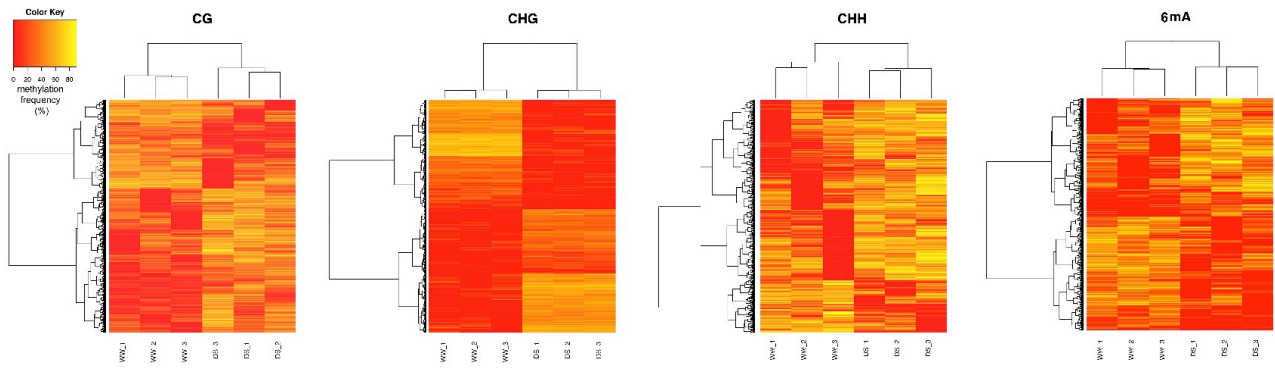 Color Key
0 20 40 60 80
methylation
frequency
(%)
CG
WW_1 WW_2 WW_3 DS_3 DS_1 DS_2
CHG
WW_1 WW_2 WW_3 DS_1 DS_2 DS_3
CHH
WW_1 WW_2 WW_3 DS_1 DS_2 DS_3
6mA
WW_1 WW_2 WW_3 DS_1 DS_2 DS_3